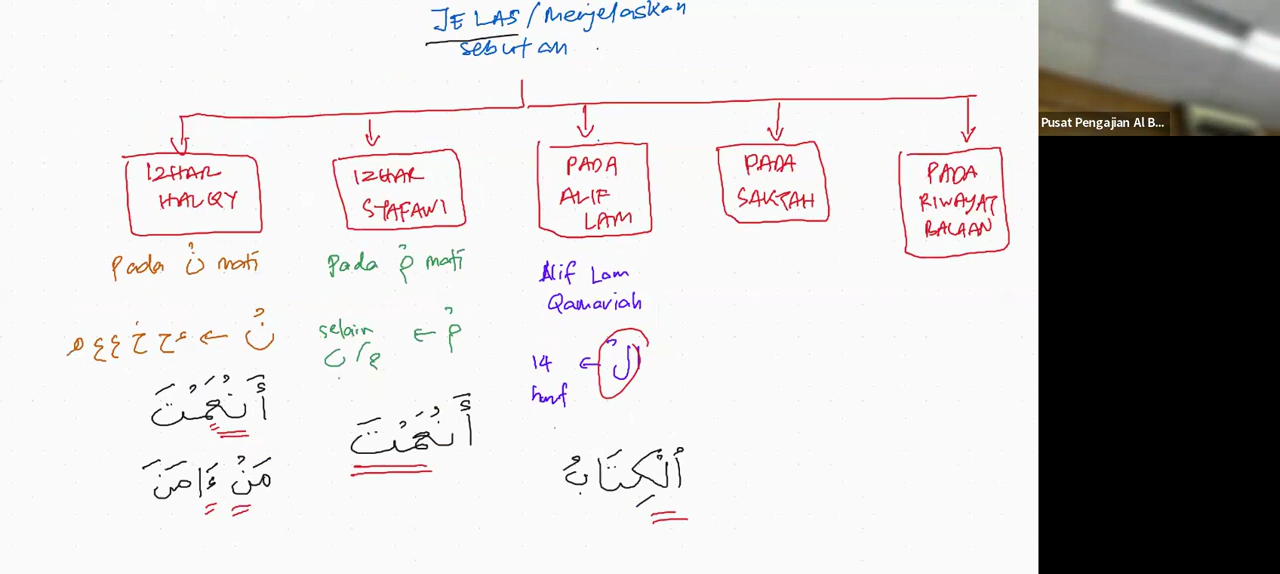 JELAS/Menjelaskan
sebutan
IZHAR
HALQY
IZHAR
SYAFAWI
PADA
ALIF
LAM
PADA
SAKTAH
PADA
RIWAYAT
BACAAN
Pada نْ mati
Pada مْ mati
Alif Lam
Qamariah
نْ ← ء ح خ ع غ ه
selain ← مْ
م / ب
14 ← الْ
huruf
أَنْعَمْتَ
مَنْ ءَامَنَ
أَنْعَمْتَ
ألْكِتَابُ
Pusat Pengajian Al B...